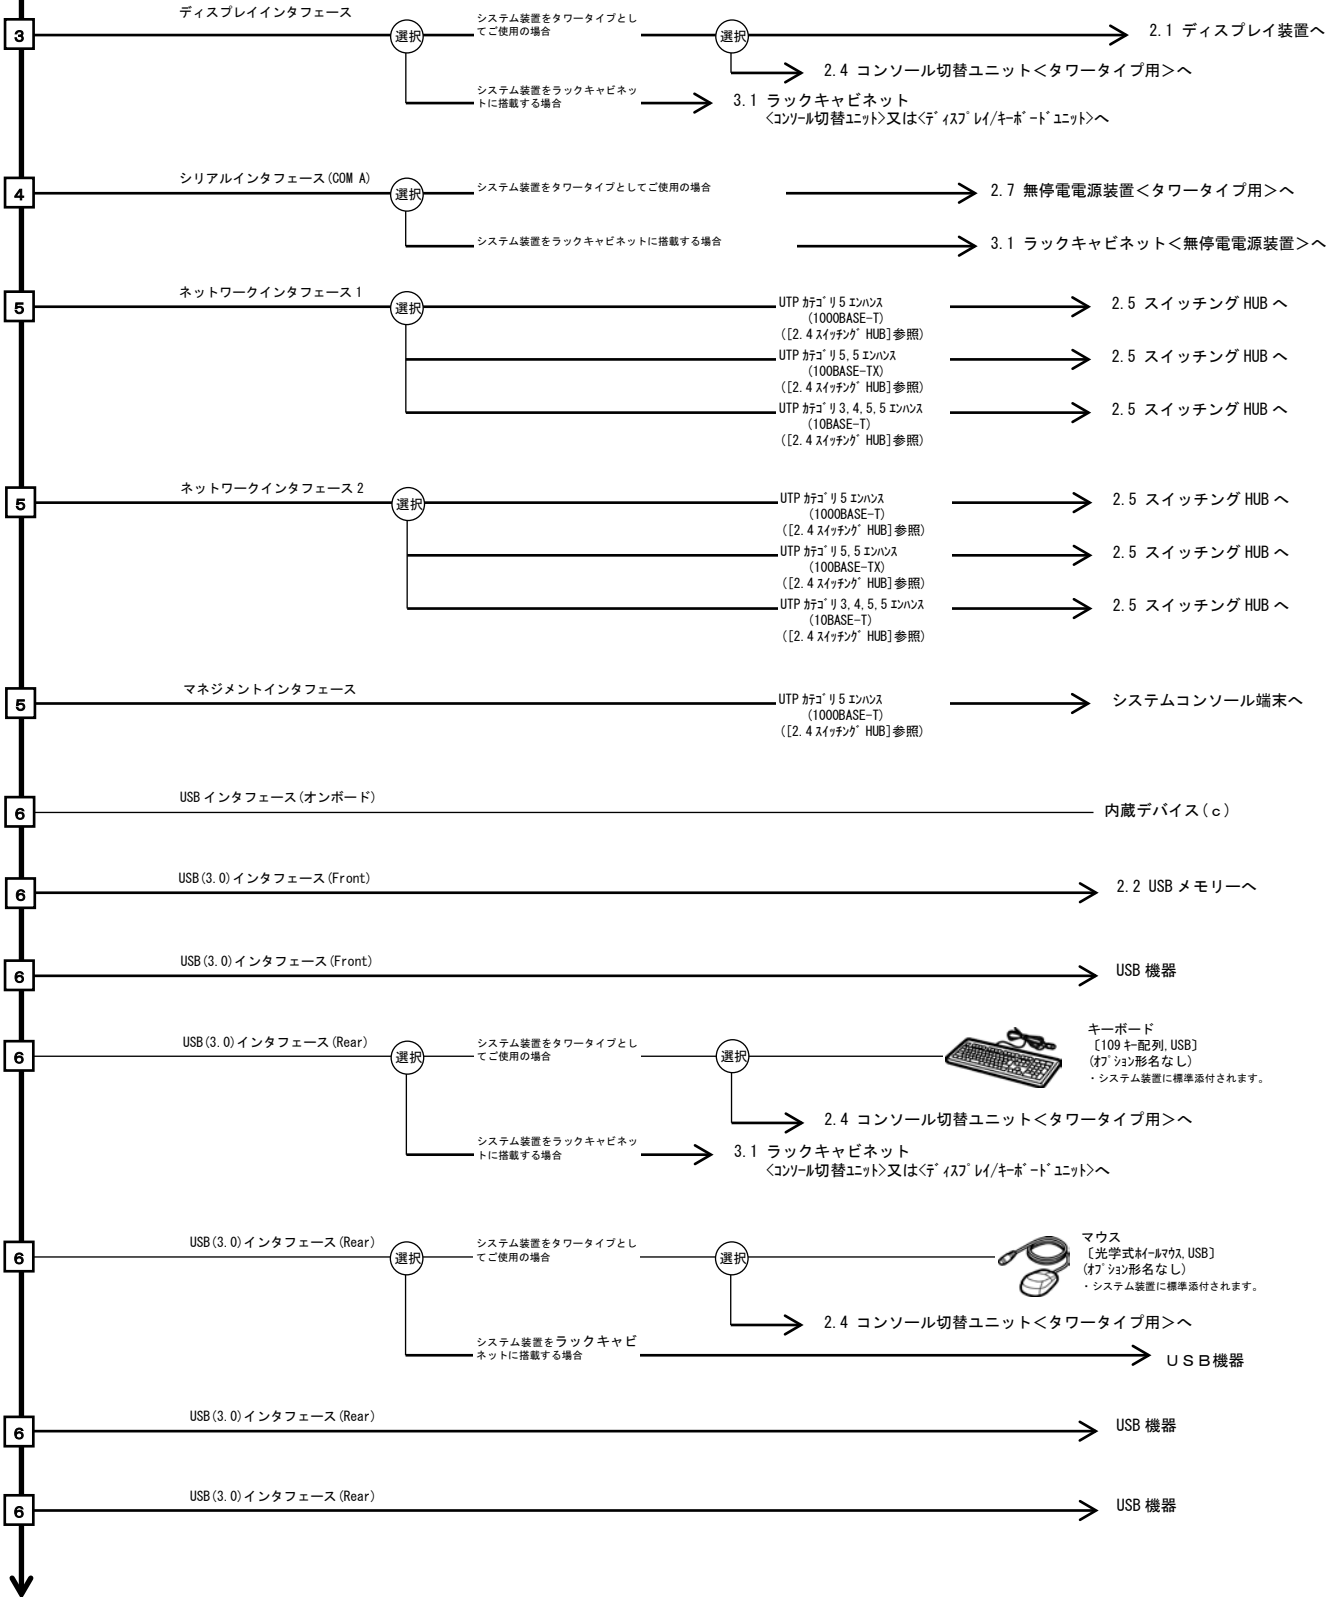 ディスプレイインタフェース
3
選択
システム装置をタワータイプとし
てご使用の場合
選択
2.1 ディスプレイ装置へ
2.4 コンソール切替ユニット＜タワータイプ用＞へ
システム装置をラックキャビネッ
トに搭載する場合
3.1 ラックキャビネット
<ｺﾝｿｰﾙ切替ﾕﾆｯﾄ>又は<ﾃﾞｨｽﾌﾟﾚｲ/ｷｰﾎﾞｰﾄﾞﾕﾆｯﾄ>へ
シリアルインタフェース(COM A)
4
選択
システム装置をタワータイプとしてご使用の場合
2.7 無停電電源装置＜タワータイプ用＞へ
システム装置をラックキャビネットに搭載する場合
3.1 ラックキャビネット＜無停電電源装置＞へ
ネットワークインタフェース1
5
選択
UTP ｶﾃｺﾞﾘ5 ｴﾝﾊﾝｽ
(1000BASE-T)
([2.4 ｽｲｯﾁﾝｸﾞ HUB]参照)
2.5 スイッチングHUBへ
UTP ｶﾃｺﾞﾘ5,5 ｴﾝﾊﾝｽ
(100BASE-TX)
([2.4 ｽｲｯﾁﾝｸﾞ HUB]参照)
2.5 スイッチングHUBへ
UTP ｶﾃｺﾞﾘ3,4,5,5 ｴﾝﾊﾝｽ
(10BASE-T)
([2.4 ｽｲｯﾁﾝｸﾞ HUB]参照)
2.5 スイッチングHUBへ
ネットワークインタフェース2
5
選択
UTP ｶﾃｺﾞﾘ5 ｴﾝﾊﾝｽ
(1000BASE-T)
([2.4 ｽｲｯﾁﾝｸﾞ HUB]参照)
2.5 スイッチングHUBへ
UTP ｶﾃｺﾞﾘ5,5 ｴﾝﾊﾝｽ
(100BASE-TX)
([2.4 ｽｲｯﾁﾝｸﾞ HUB]参照)
2.5 スイッチングHUBへ
UTP ｶﾃｺﾞﾘ3,4,5,5 ｴﾝﾊﾝｽ
(10BASE-T)
([2.4 ｽｲｯﾁﾝｸﾞ HUB]参照)
2.5 スイッチングHUBへ
マネジメントインタフェース
5
UTP ｶﾃｺﾞﾘ5 ｴﾝﾊﾝｽ
(1000BASE-T)
([2.4 ｽｲｯﾁﾝｸﾞ HUB]参照)
システムコンソール端末へ
USBインタフェース(オンボード)
6
内蔵デバイス(ｃ)
USB(3.0)インタフェース(Front)
6
2.2 USBメモリーへ
USB(3.0)インタフェース(Front)
6
USB機器
USB(3.0)インタフェース(Rear)
6
選択
システム装置をタワータイプとし
てご使用の場合
選択
キーボード
〔109ｷｰ配列,USB〕
(ｵﾌﾟｼｮﾝ形名なし)
・システム装置に標準添付されます。
2.4 コンソール切替ユニット＜タワータイプ用＞へ
システム装置をラックキャビネッ
トに搭載する場合
3.1 ラックキャビネット
<ｺﾝｿｰﾙ切替ﾕﾆｯﾄ>又は<ﾃﾞｨｽﾌﾟﾚｲ/ｷｰﾎﾞｰﾄﾞﾕﾆｯﾄ>へ
USB(3.0)インタフェース(Rear)
6
選択
システム装置をタワータイプとし
てご使用の場合
選択
マウス
〔光学式ﾎｲｰﾙﾏｳｽ,USB〕
(ｵﾌﾟｼｮﾝ形名なし)
・システム装置に標準添付されます。
2.4 コンソール切替ユニット＜タワータイプ用＞へ
システム装置をラックキャビ
ネットに搭載する場合
ＵＳＢ機器
USB(3.0)インタフェース(Rear)
6
USB機器
USB(3.0)インタフェース(Rear)
6
USB機器